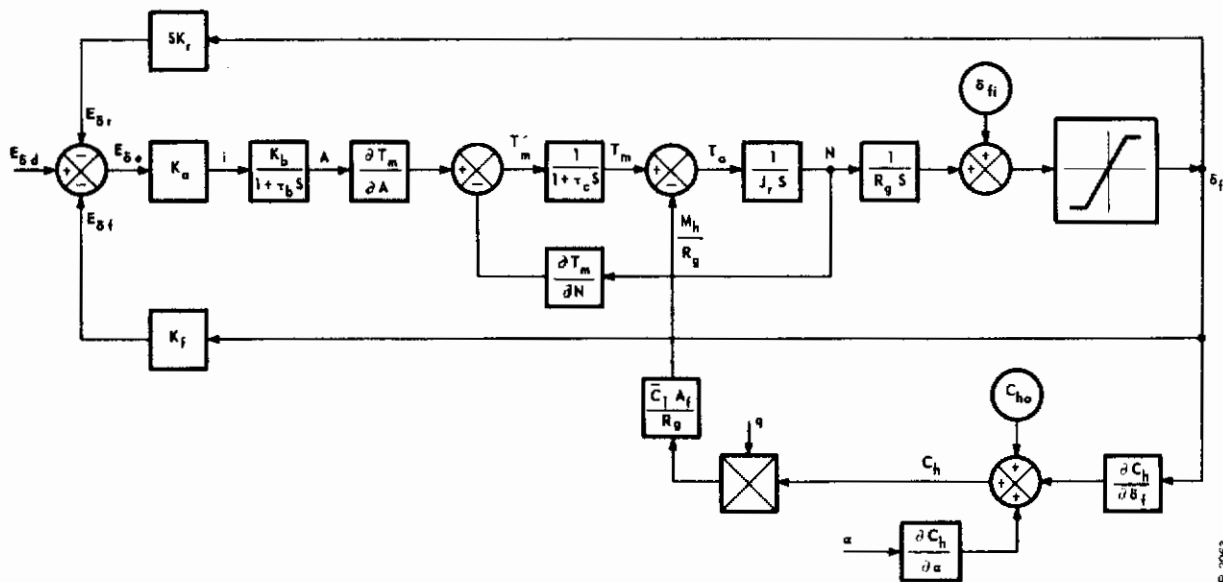 SK_r
δ_fi
E_δr
E_δd
E_δe
K_a
i
K_b
1 + τ_b S
A
∂T_m
∂A
T'_m
1
1 + τ_c S
T_m
T_a
1
J_r S
N
1
R_g S
δ_f
E_δf
M_h
R_g
∂T_m
∂N
K_f
C̅_1 A_f
R_g
q
C_ho
C_h
∂C_h
∂δ_f
α
∂C_h
∂α